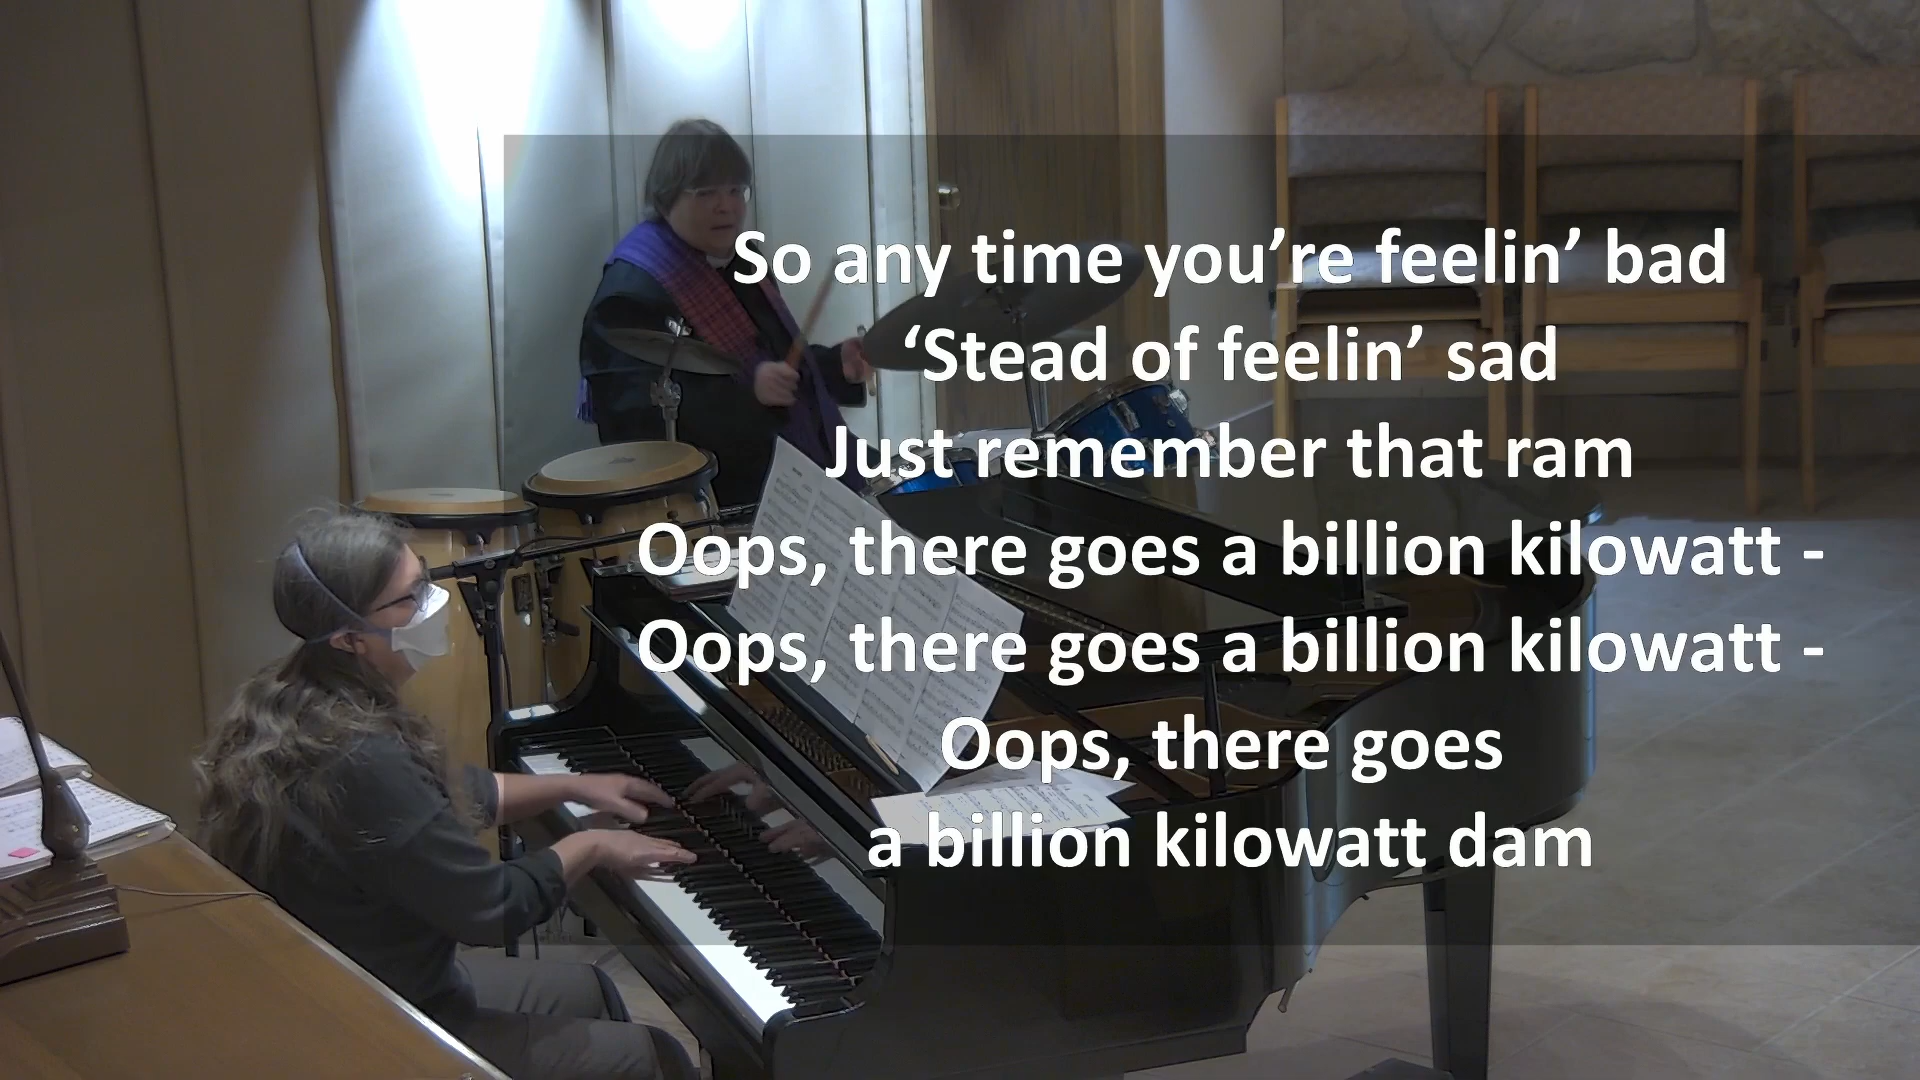 So any time you’re feelin’ bad
‘Stead of feelin’ sad
Just remember that ram
Oops, there goes a billion kilowatt -
Oops, there goes a billion kilowatt -
Oops, there goes
a billion kilowatt dam